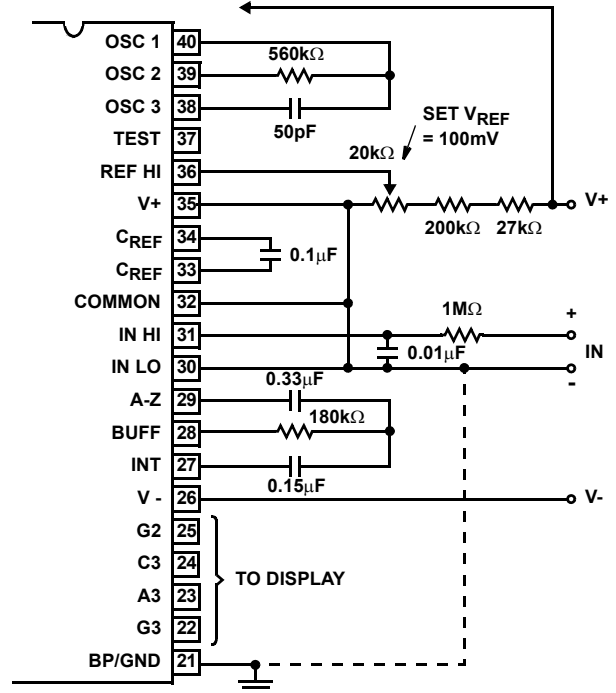 OSC 1 40
560kΩ
OSC 2 39
OSC 3 38
50pF
TEST 37
SET VREF
= 100mV
20kΩ
REF HI 36
V+ 35
V+
200kΩ 27kΩ
CREF 34
0.1μF
CREF 33
COMMON 32
1MΩ
+
IN HI 31
0.01μF
IN
IN LO 30
-
0.33μF
A-Z 29
180kΩ
BUFF 28
INT 27
0.15μF
V - 26
V-
G2 25
C3 24
TO DISPLAY
A3 23
G3 22
BP/GND 21